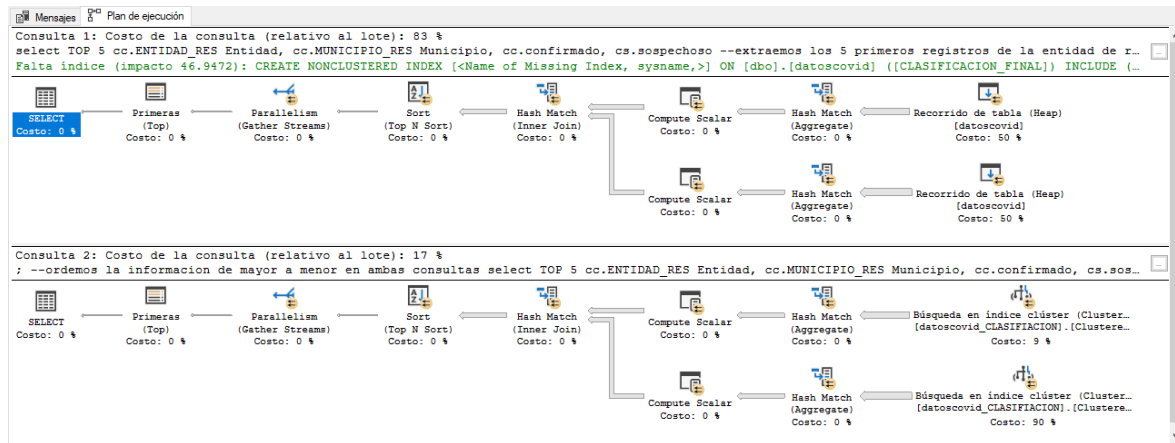 Mensajes Plan de ejecución
Consulta 1: Costo de la consulta (relativo al lote): 83 %
select TOP 5 cc.ENTIDAD_RES Entidad, cc.MUNICIPIO_RES Municipio, cc.confirmado, cs.sospechoso --extraemos los 5 primeros registros de la entidad de r…
Falta índice (impacto 46.9472): CREATE NONCLUSTERED INDEX [<Name of Missing Index, sysname,>] ON [dbo].[datoscovid] ([CLASIFICACION_FINAL]) INCLUDE (…
SELECT
Costo: 0 %
Primeras
(Top)
Costo: 0 %
Parallelism
(Gather Streams)
Costo: 0 %
Sort
(Top N Sort)
Costo: 0 %
Hash Match
(Inner Join)
Costo: 0 %
Compute Scalar
Costo: 0 %
Hash Match
(Aggregate)
Costo: 0 %
Recorrido de tabla (Heap)
[datoscovid]
Costo: 50 %
Compute Scalar
Costo: 0 %
Hash Match
(Aggregate)
Costo: 0 %
Recorrido de tabla (Heap)
[datoscovid]
Costo: 50 %
Consulta 2: Costo de la consulta (relativo al lote): 17 %
; --ordemos la informacion de mayor a menor en ambas consultas select TOP 5 cc.ENTIDAD_RES Entidad, cc.MUNICIPIO_RES Municipio, cc.confirmado, cs.sos…
SELECT
Costo: 0 %
Primeras
(Top)
Costo: 0 %
Parallelism
(Gather Streams)
Costo: 0 %
Sort
(Top N Sort)
Costo: 0 %
Hash Match
(Inner Join)
Costo: 0 %
Compute Scalar
Costo: 0 %
Hash Match
(Aggregate)
Costo: 0 %
Búsqueda en índice clúster (Cluster…
[datoscovid_CLASIFIACION].[Clustere…
Costo: 9 %
Compute Scalar
Costo: 0 %
Hash Match
(Aggregate)
Costo: 0 %
Búsqueda en índice clúster (Cluster…
[datoscovid_CLASIFIACION].[Clustere…
Costo: 90 %